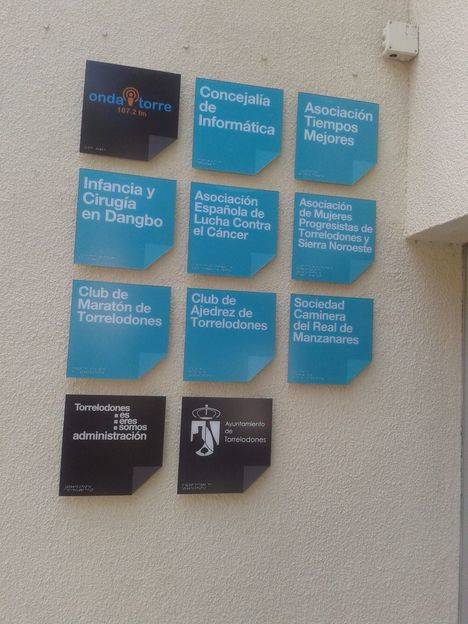 onda torre
107.2 fm
Concejalía
de
Informática
Asociación
Tiempos
Mejores
Infancia y
Cirugía
en Dangbo
Asociación
Española de
Lucha Contra
el Cáncer
Asociación
de Mujeres
Progresistas de
Torrelodones y
Sierra Noroeste
Club de
Maratón de
Torrelodones
Club de
Ajedrez de
Torrelodones
Sociedad
Caminera
del Real de
Manzanares
Torrelodones
es
eres
somos
administración
Ayuntamiento
de
Torrelodones